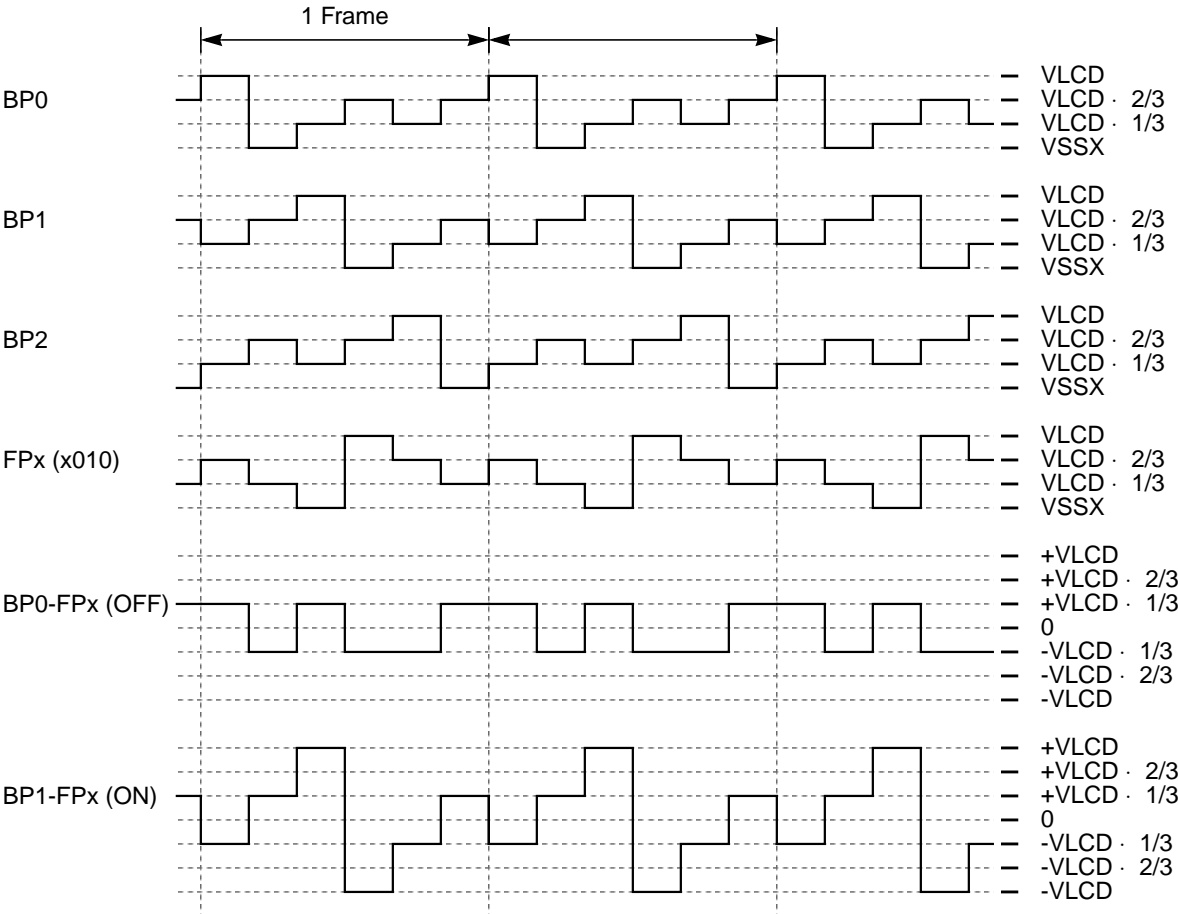 1 Frame
BP0
VLCD
VLCD · 2/3
VLCD · 1/3
VSSX
BP1
VLCD
VLCD · 2/3
VLCD · 1/3
VSSX
BP2
VLCD
VLCD · 2/3
VLCD · 1/3
VSSX
FPx (x010)
VLCD
VLCD · 2/3
VLCD · 1/3
VSSX
BP0-FPx (OFF)
+VLCD
+VLCD · 2/3
+VLCD · 1/3
0
-VLCD · 1/3
-VLCD · 2/3
-VLCD
BP1-FPx (ON)
+VLCD
+VLCD · 2/3
+VLCD · 1/3
0
-VLCD · 1/3
-VLCD · 2/3
-VLCD